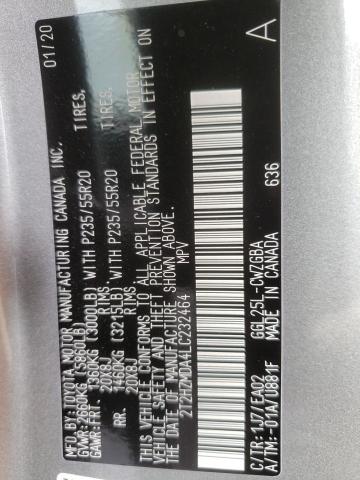 MFD. BY: TOYOTA MOTOR MANUFACTURING CANADA INC.
01/20
GVWR: 2660KG (5860LB)
GAWR: FRT. 1360KG (3000LB) WITH P235/55R20 TIRES,
20X8J RIMS,
RR. 1460KG (3215LB) WITH P235/55R20 TIRES,
20X8J RIMS,
THIS VEHICLE CONFORMS TO ALL APPLICABLE FEDERAL MOTOR
VEHICLE SAFETY AND THEFT PREVENTION STANDARDS IN EFFECT ON
THE DATE OF MANUFACTURE SHOWN ABOVE.
2T2HZMDA4LC232464 MPV
C/TR: 1J7/EA02 GGL25L-CWZGBA
A/TM: -01A/U881F MADE IN CANADA 636
A